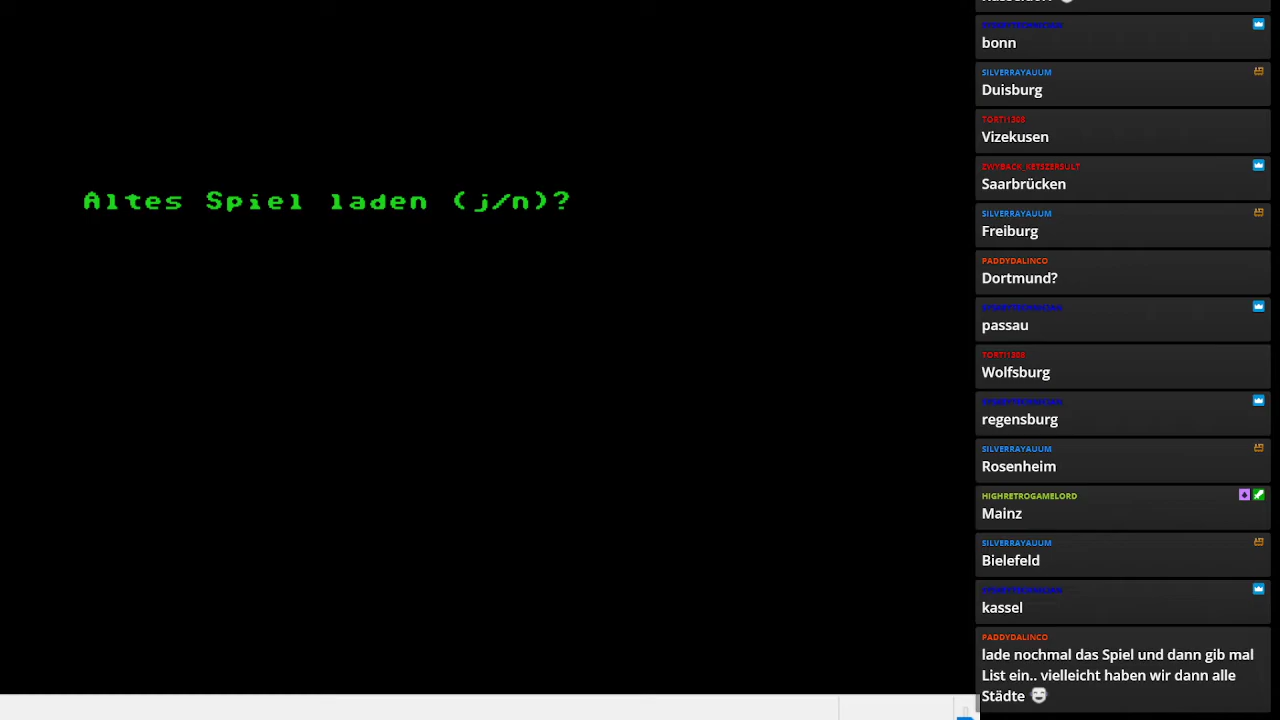 Altes Spiel laden (j/n)?
bonn
SILVERRAYAUUM
Duisburg
TORTI1308
Vizekusen
ZWYBACK_KETSZERSULT
Saarbrücken
SILVERRAYAUUM
Freiburg
PADDYDALINCO
Dortmund?
passau
TORTI1308
Wolfsburg
regensburg
SILVERRAYAUUM
Rosenheim
HIGHRETROGAMELORD
Mainz
SILVERRAYAUUM
Bielefeld
kassel
PADDYDALINCO
lade nochmal das Spiel und dann gib mal
List ein.. vielleicht haben wir dann alle
Städte